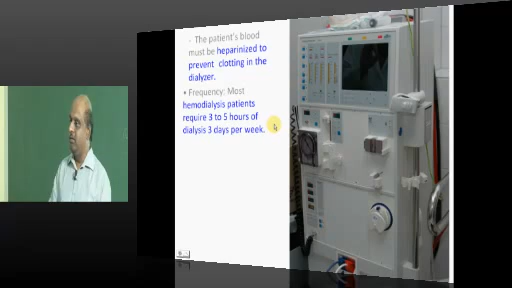 - The patient's blood
must be heparinized to
prevent clotting in the
dialyzer.
• Frequency: Most
hemodialysis patients
require 3 to 5 hours of
dialysis 3 days per week.